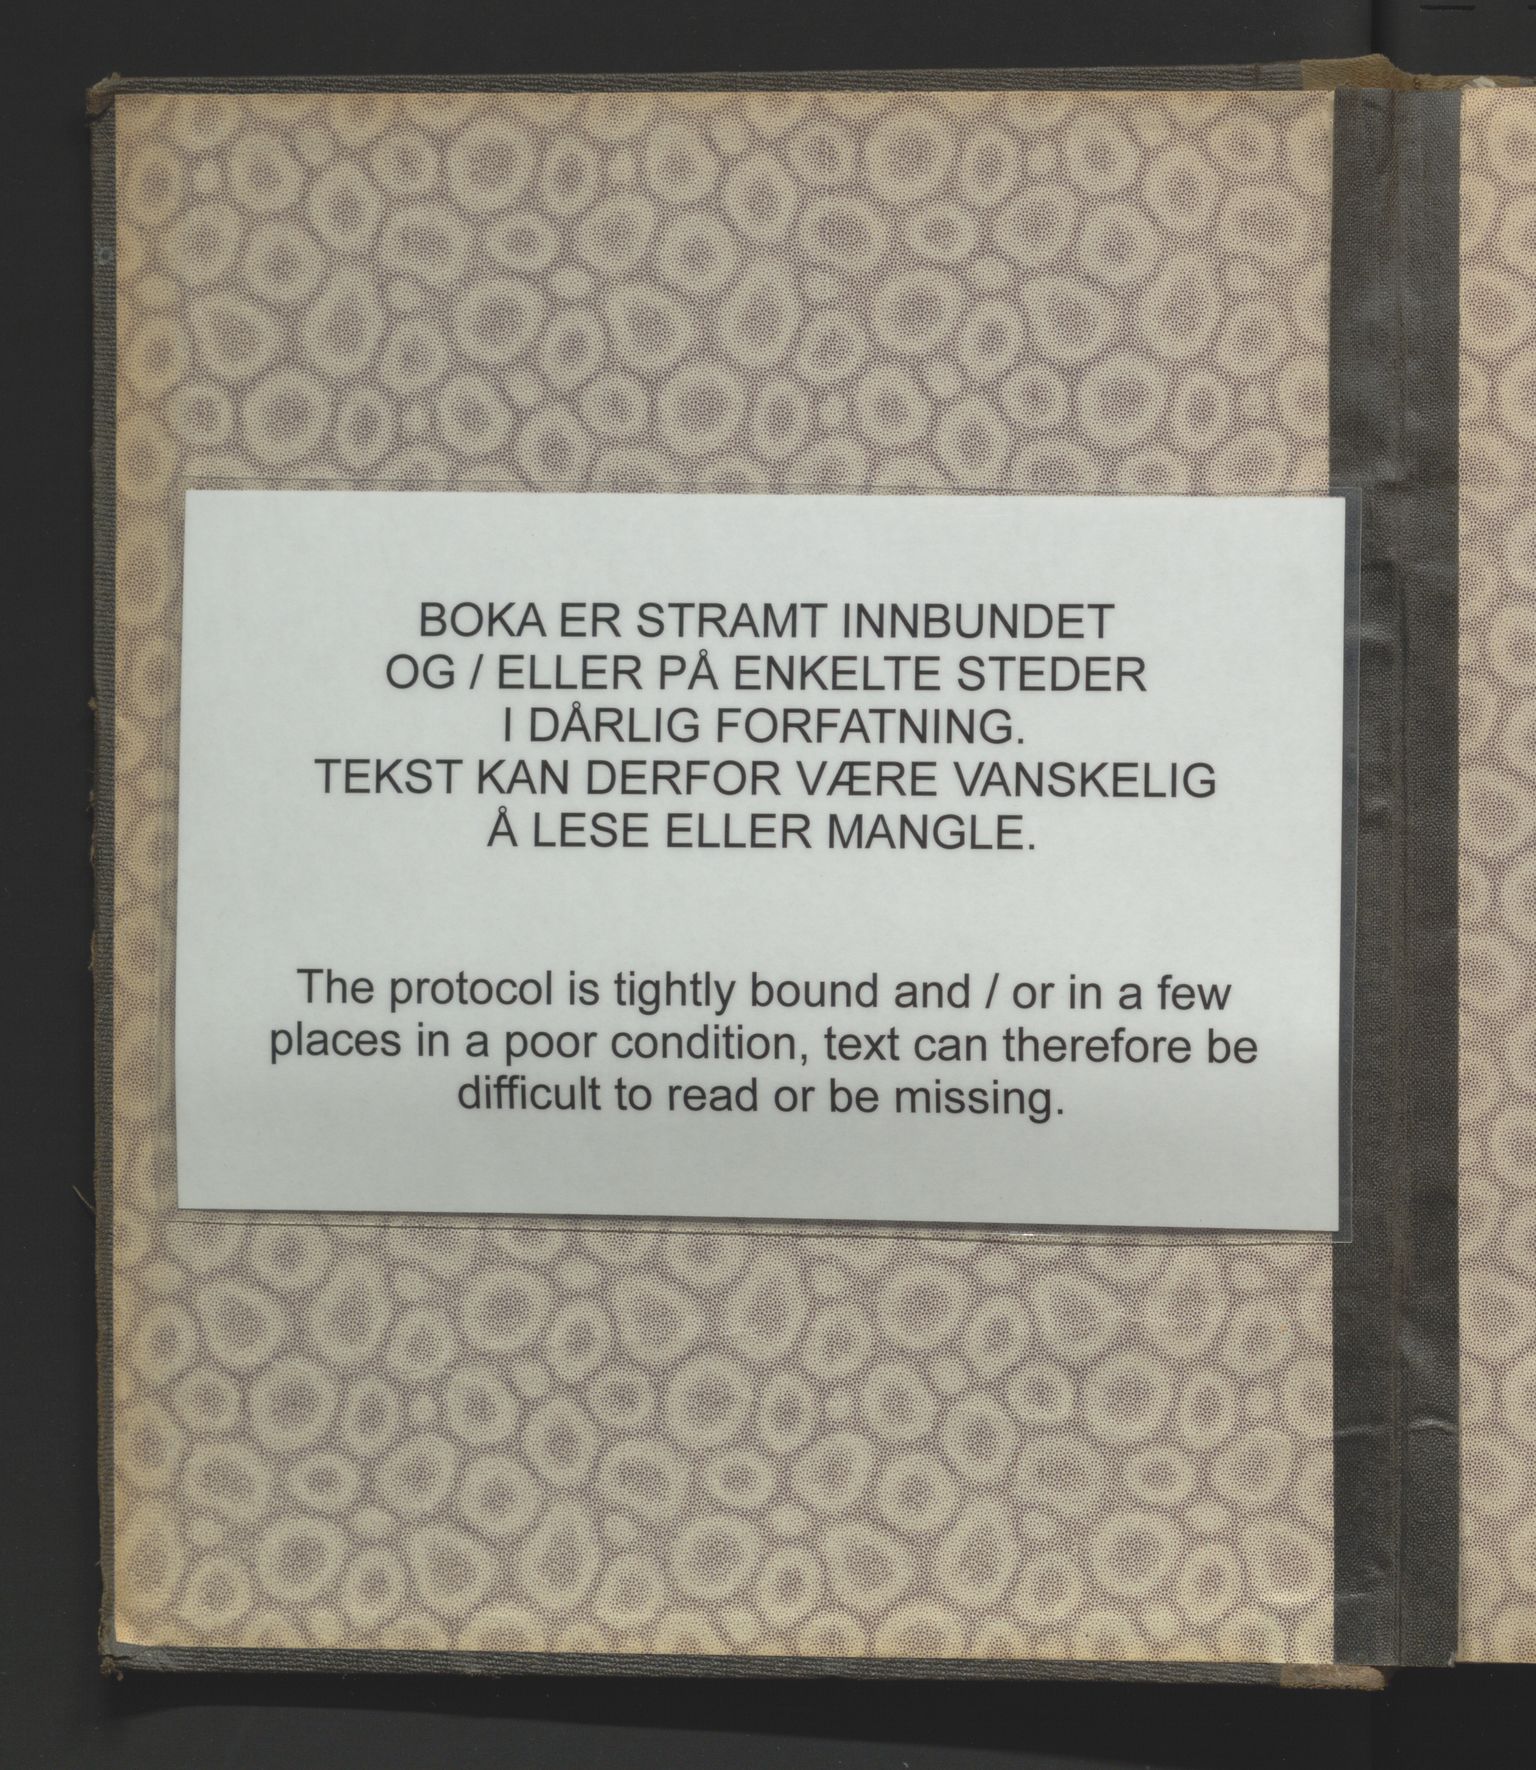 BOKA ER STRAMT INNBUNDET
OG / ELLER PÅ ENKELTE STEDER
I DÅRLIG FORFATNING.
TEKST KAN DERFOR VÆRE VANSKELIG
Å LESE ELLER MANGLE.
The protocol is tightly bound and / or in a few
places in a poor condition, text can therefore be
difficult to read or be missing.